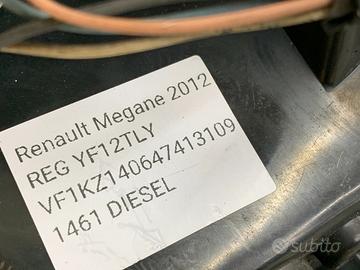 Renault Megane 2012
REG YF12TLY
VF1KZ140647413109
1461 DIESEL
subito